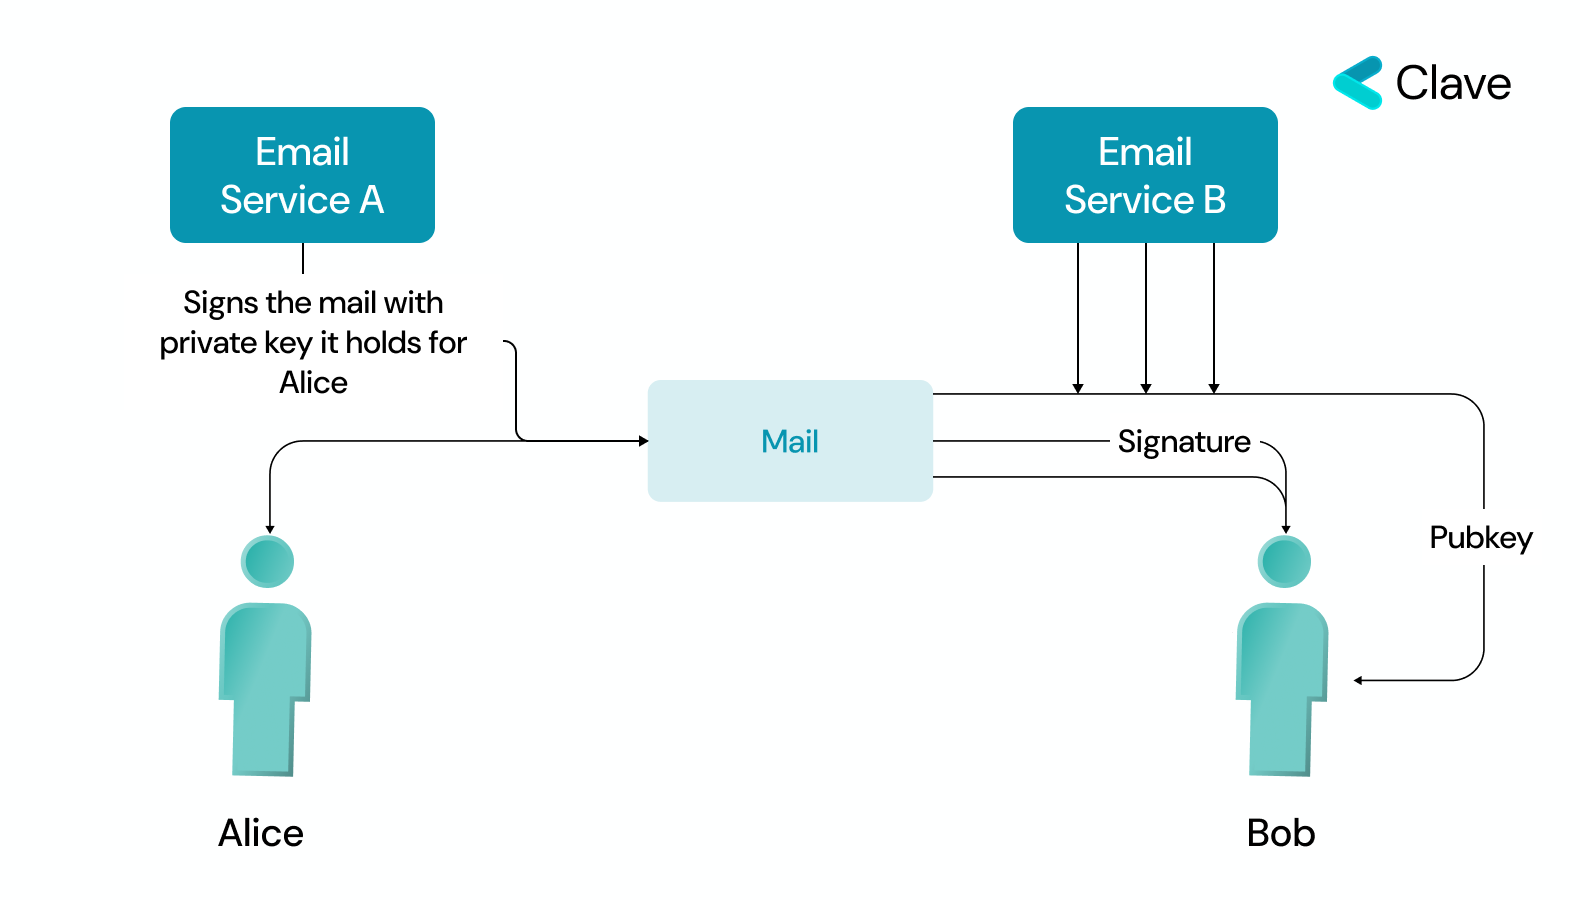 Clave
Email
Service A
Email
Service B
Signs the mail with
private key it holds for
Alice
Mail
Signature
Pubkey
Alice
Bob